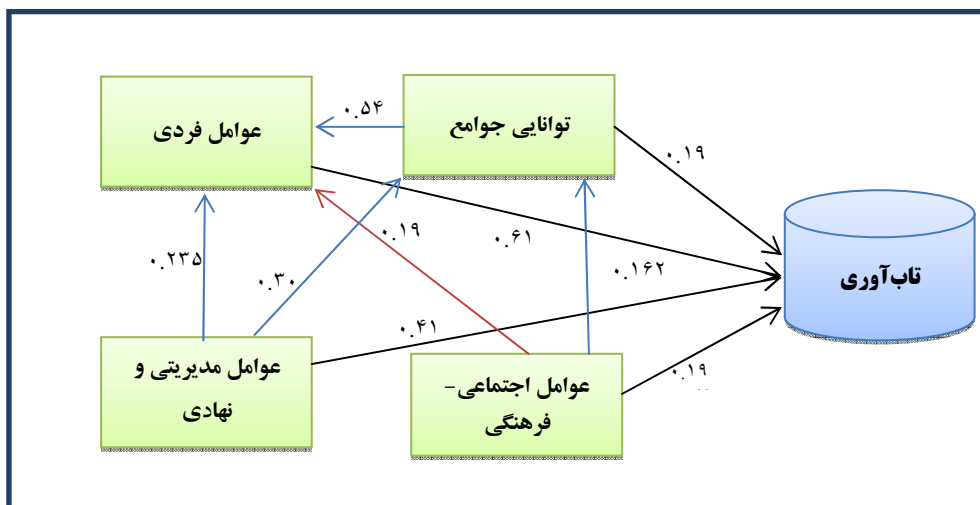 توانایی جوامع
عوامل فردی
۰.۵۴
۰.۱۹
۰.۱۹
۰.۶۱
۰.۱۶۲
۰.۲۳۵
۰.۳۰
تاب‌آوری
۰.۴۱
۰.۱۹
عوامل اجتماعی-
فرهنگی
عوامل مدیریتی و
نهادی